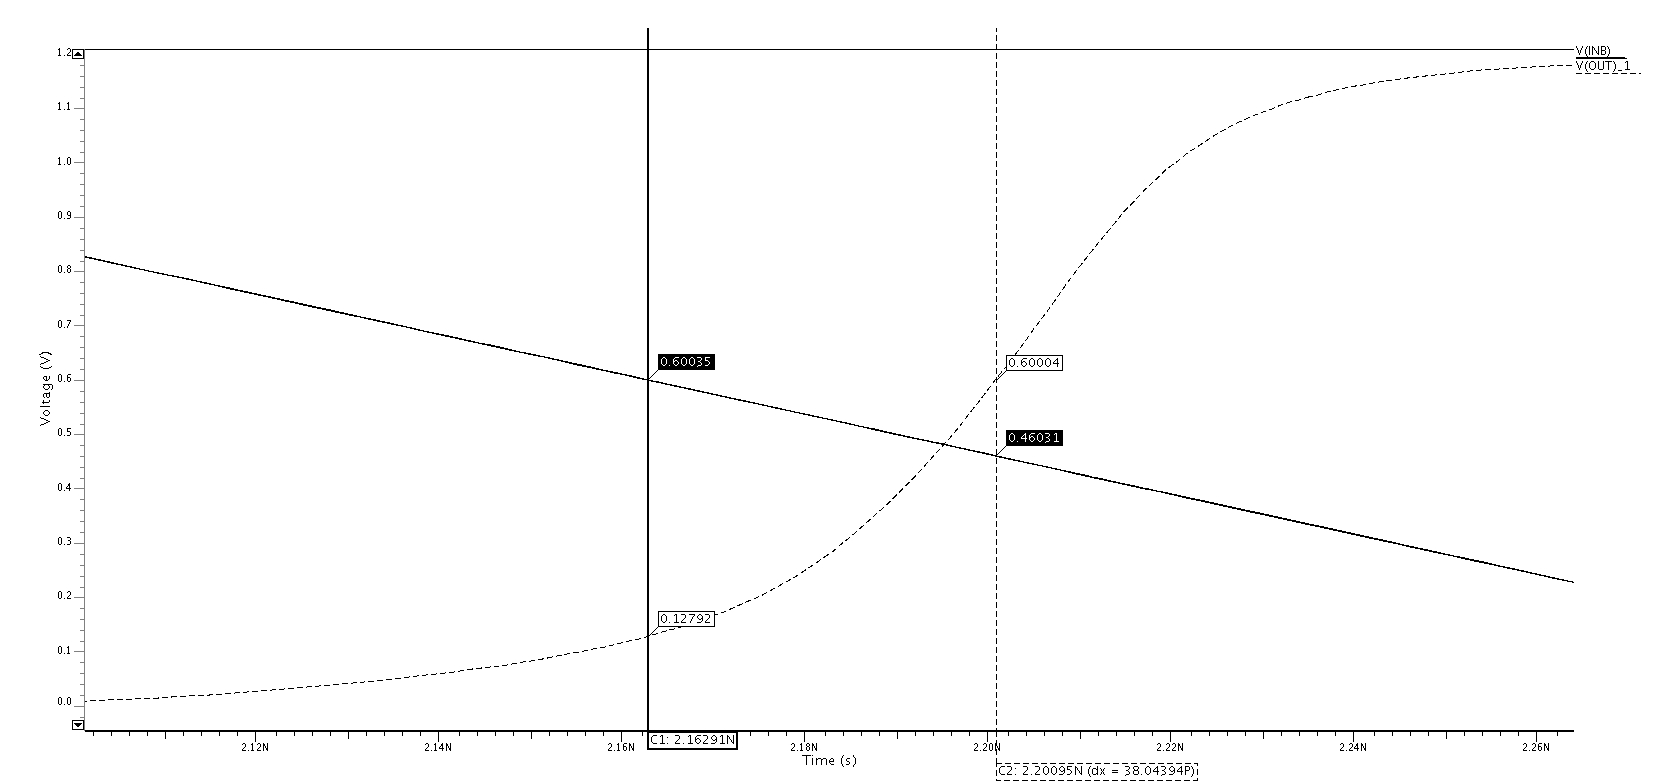 1.2
V(INB)
V(OUT)_1
1.1
1.0
0.9
0.8
0.7
0.60035
0.60004
0.6
Voltage (V)
0.5
0.46031
0.4
0.3
0.2
0.12792
0.1
0.0
C1: 2.16291N
2.12N 2.14N 2.16N 2.18N 2.20N 2.22N 2.24N 2.26N
Time (s)
C2: 2.20095N (dx = 38.04394P)